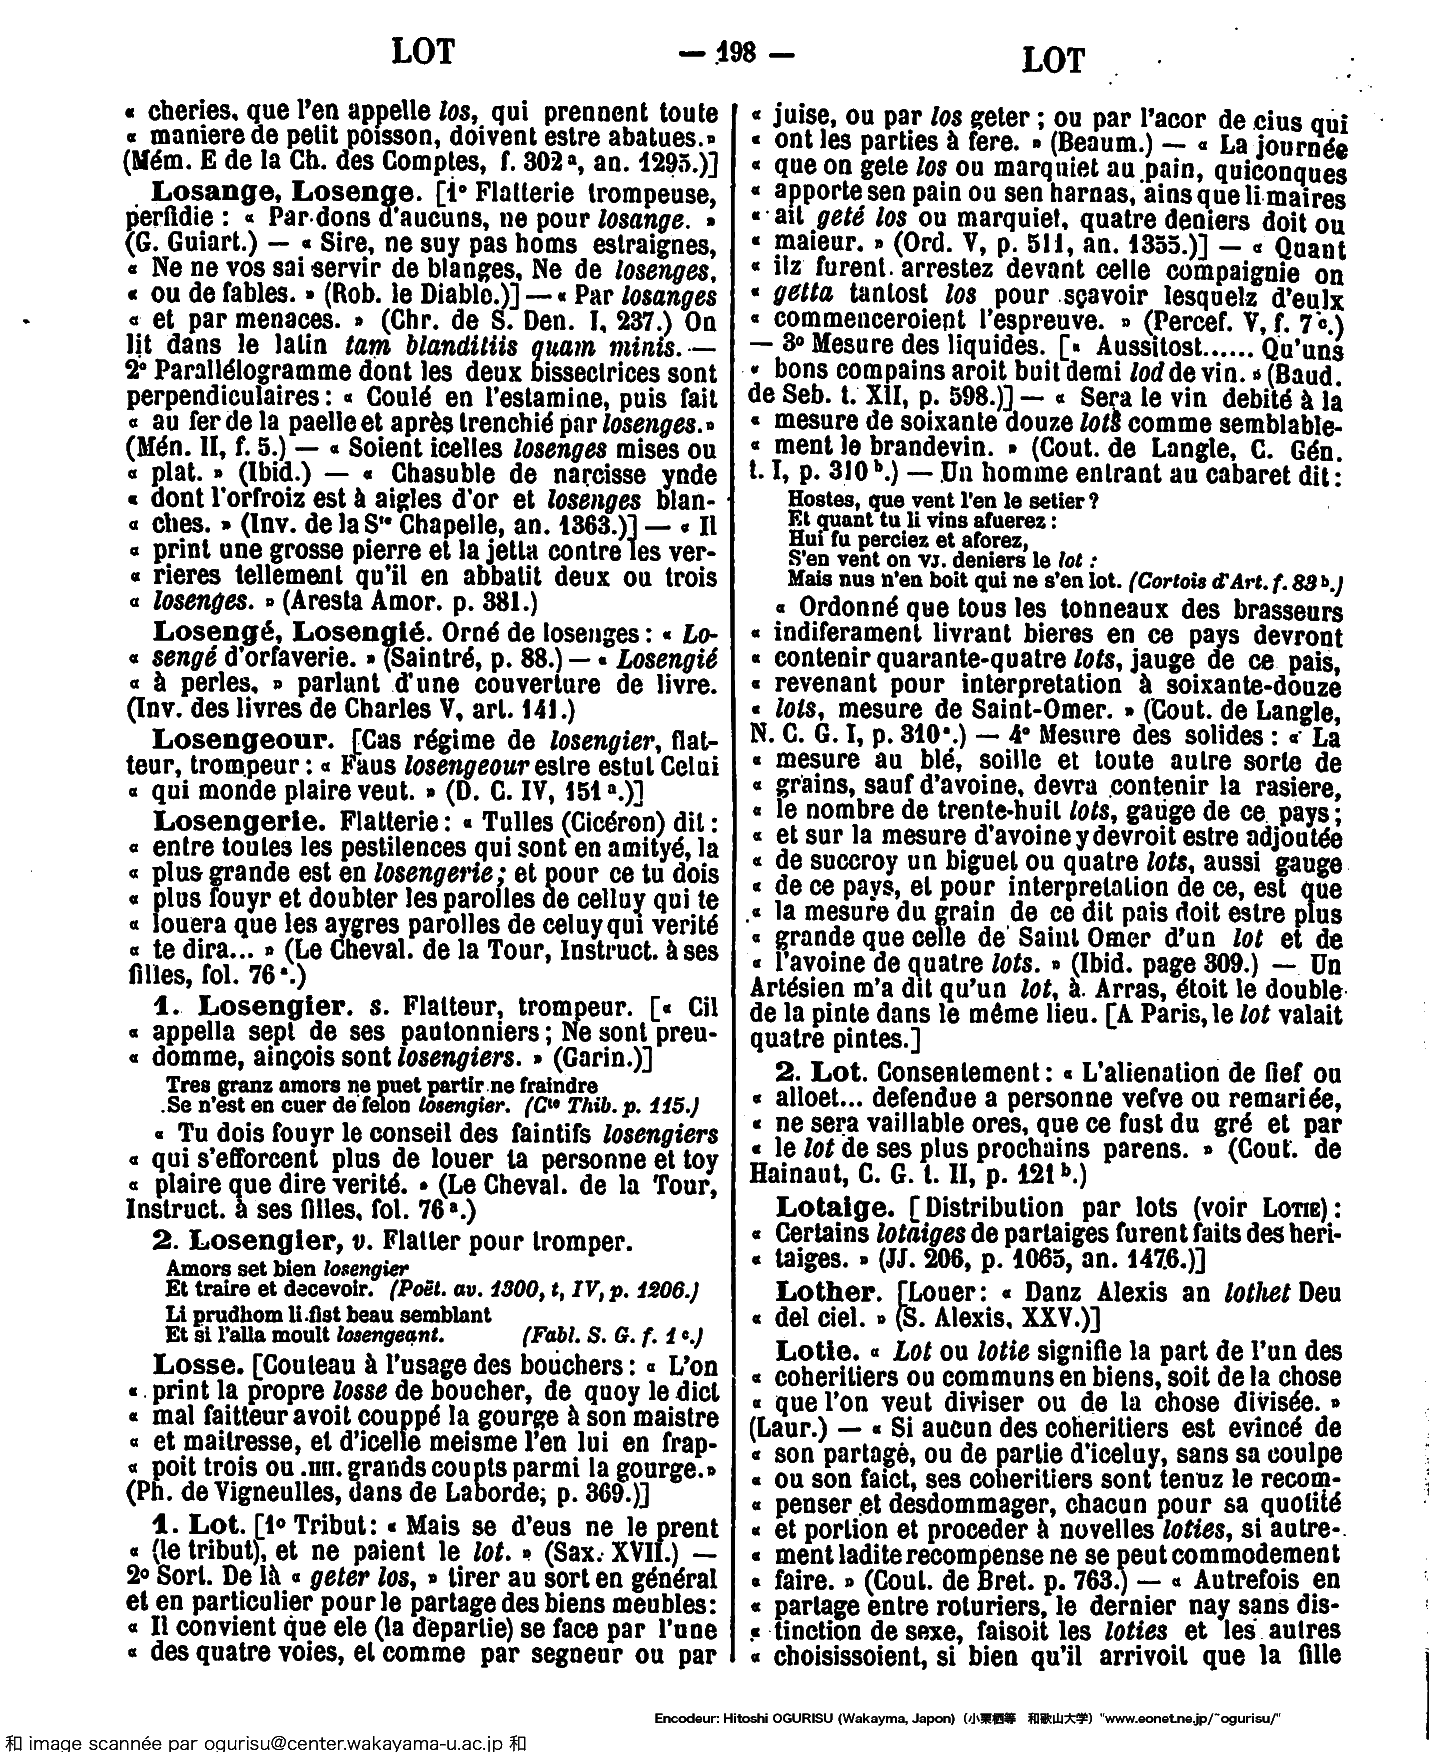 LOT
— 198 —
LOT
« cheries, que l'en appelle los, qui prennent toute
« maniere de petit poisson, doivent estre abatues. »
(Mém. E de la Ch. des Comptes, f. 302ª, an. 1295.)]
Losange, Losenge. [1° Flatterie trompeuse,
perfidie : « Par dons d'aucuns, ne pour losange. »
(G. Guiart.) — « Sire, ne suy pas homs estraignes,
« Ne ne vos sai servir de blanges, Ne de losenges,
« ou de fables. » (Rob. le Diable.)] — « Par losanges
« et par menaces. » (Chr. de S. Den. I, 237.) On
lit dans le latin tam blanditiis quam minis. —
2° Parallélogramme dont les deux bissectrices sont
perpendiculaires : « Coulé en l'estamine, puis fait
« au fer de la paelle et après trenchié par losenges. »
(Mén. II, f. 5.) — « Soient icelles losenges mises ou
« plat. » (Ibid.) — « Chasuble de narcisse ynde
« dont l'orfroiz est à aigles d'or et losenges blan-
« ches. » (Inv. de la Sᵗᵉ Chapelle, an. 1363.)] — « Il
« print une grosse pierre et la jetta contre les ver-
« rieres tellement qu'il en abbatit deux ou trois
« losenges. » (Aresta Amor. p. 381.)
Losengé, Losengié. Orné de losenges : « Lo-
« sengé d'orfaverie. » (Saintré, p. 88.) — « Losengié
« à perles, » parlant d'une couverture de livre.
(Inv. des livres de Charles V, art. 141.)
Losengeour. [Cas régime de losengier, flat-
teur, trompeur : « Faus losengeour estre estut Celui
« qui monde plaire veut. » (D. C. IV, 151ª.)]
Losengerie. Flatterie : « Tulles (Cicéron) dit :
« entre toutes les pestilences qui sont en amityé, la
« plus grande est en losengerie ; et pour ce tu dois
« plus fouyr et doubter les parolles de celluy qui te
« louera que les aygres parolles de celuy qui verité
« te dira... » (Le Cheval. de la Tour, Instruct. à ses
filles, fol. 76ª.)
1. Losengier. s. Flatteur, trompeur. [« Cil
« appella sept de ses pautonniers ; Ne sont preu-
« domme, ainçois sont losengiers. » (Garin.)]
Tres granz amors ne puet partir ne fraindre
Se n'est en cuer de felon losengier. (Cᵗᵉ Thib. p. 115.)
« Tu dois fouyr le conseil des faintifs losengiers
« qui s'efforcent plus de louer ta personne et toy
« plaire que dire verité. » (Le Cheval. de la Tour,
Instruct. à ses filles, fol. 76ª.)
2. Losengier, v. Flatter pour tromper.
Amors set bien losengier
Et traire et decevoir. (Poët. av. 1300, t, IV, p. 1206.)
Li prudhom li fist beau semblant
Et si l'alla moult losengeant. (Fabl. S. G. f. 1ᶜ.)
Losse. [Couteau à l'usage des bouchers : « L'on
« print la propre losse de boucher, de quoy le dict
« mal faitteur avoit couppé la gourge à son maistre
« et maitresse, et d'icelle meisme l'en lui en frap-
« poit trois ou .IIII. grands coupts parmi la gourge. »
(Ph. de Vigneulles, dans de Laborde, p. 369.)]
1. Lot. [1° Tribut : « Mais se d'eus ne le prent
« (le tribut), et ne paient le lot. » (Sax. XVII.) —
2° Sort. De là « geter los, » tirer au sort en général
et en particulier pour le partage des biens meubles :
« Il convient que ele (la départie) se face par l'une
« des quatre voies, et comme par segneur ou par
« juise, ou par los geter ; ou par l'acor de cius qui
« ont les parties à fere. » (Beaum.) — « La journée
« que on gete los ou marquiet au pain, quiconques
« apporte sen pain ou sen harnas, ains que li maires
« ait geté los ou marquiet, quatre deniers doit ou
« maieur. » (Ord. V, p. 511, an. 1355.)] — « Quant
« ilz furent arrestez devant celle compaignie on
« getta tantost los pour sçavoir lesquelz d'eulx
« commenceroient l'espreuve. » (Percef. V, f. 7ᶜ.)
— 3° Mesure des liquides. [« Aussitost...... Qu'uns
« bons compains aroit buit demi lod de vin. » (Baud.
de Seb. t. XII, p. 598.)] — « Sera le vin debité à la
« mesure de soixante douze lots comme semblable-
« ment le brandevin. » (Cout. de Langle, C. Gén.
t. I, p. 310ᵇ.) — Un homme entrant au cabaret dit :
Hostes, que vent l'en le setier ?
Et quant tu li vins afuerez :
Hui fu perciez et aforez,
S'en vent on vj. deniers le lot :
Mais nus n'en boit qui ne s'en lot. (Cortois d'Art. f. 83ᵇ.)
« Ordonné que tous les tonneaux des brasseurs
« indiferament livrant bieres en ce pays devront
« contenir quarante-quatre lots, jauge de ce pais,
« revenant pour interpretation à soixante-douze
« lots, mesure de Saint-Omer. » (Cout. de Langle,
N. C. G. I, p. 310ª.) — 4° Mesure des solides : « La
« mesure au blé, soille et toute autre sorte de
« grains, sauf d'avoine, devra contenir la rasiere,
« le nombre de trente-huit lots, gauge de ce pays ;
« et sur la mesure d'avoine y devroit estre adjoutée
« de succroy un biguet ou quatre lots, aussi gauge
« de ce pays, et pour interpretation de ce, est que
« la mesure du grain de ce dit pais doit estre plus
« grande que celle de Saint Omer d'un lot et de
« l'avoine de quatre lots. » (Ibid. page 309.) — Un
Artésien m'a dit qu'un lot, à Arras, étoit le double
de la pinte dans le même lieu. [A Paris, le lot valait
quatre pintes.]
2. Lot. Consentement : « L'alienation de fief ou
« alloet... defendue a personne vefve ou remariée,
« ne sera vaillable ores, que ce fust du gré et par
« le lot de ses plus prochains parens. » (Cout. de
Hainaut, C. G. t. II, p. 121ᵇ.)
Lotaige. [Distribution par lots (voir LOTIE) :
« Certains lotaiges de partaiges furent faits des heri-
« taiges. » (JJ. 206, p. 1065, an. 1476.)]
Lother. [Louer : « Danz Alexis an lothet Deu
« del ciel. » (S. Alexis, XXV.)]
Lotie. « Lot ou lotie signifie la part de l'un des
« coheritiers ou communs en biens, soit de la chose
« que l'on veut diviser ou de la chose divisée. »
(Laur.) — « Si aucun des coheritiers est evincé de
« son partage, ou de partie d'iceluy, sans sa coulpe
« ou son faict, ses coheritiers sont tenuz le recom-
« penser et desdommager, chacun pour sa quotité
« et portion et proceder à novelles loties, si autre-
« ment ladite recompense ne se peut commodement
« faire. » (Cout. de Bret. p. 763.) — « Autrefois en
« partage entre roturiers, le dernier nay sans dis-
« tinction de sexe, faisoit les loties et les autres
« choisissoient, si bien qu'il arrivoit que la fille
Encodeur: Hitoshi OGURISU (Wakayma, Japon) (小栗栖等 和歌山大学) "www.eonet.ne.jp/~ogurisu/"
和 image scannée par ogurisu@center.wakayama-u.ac.jp 和